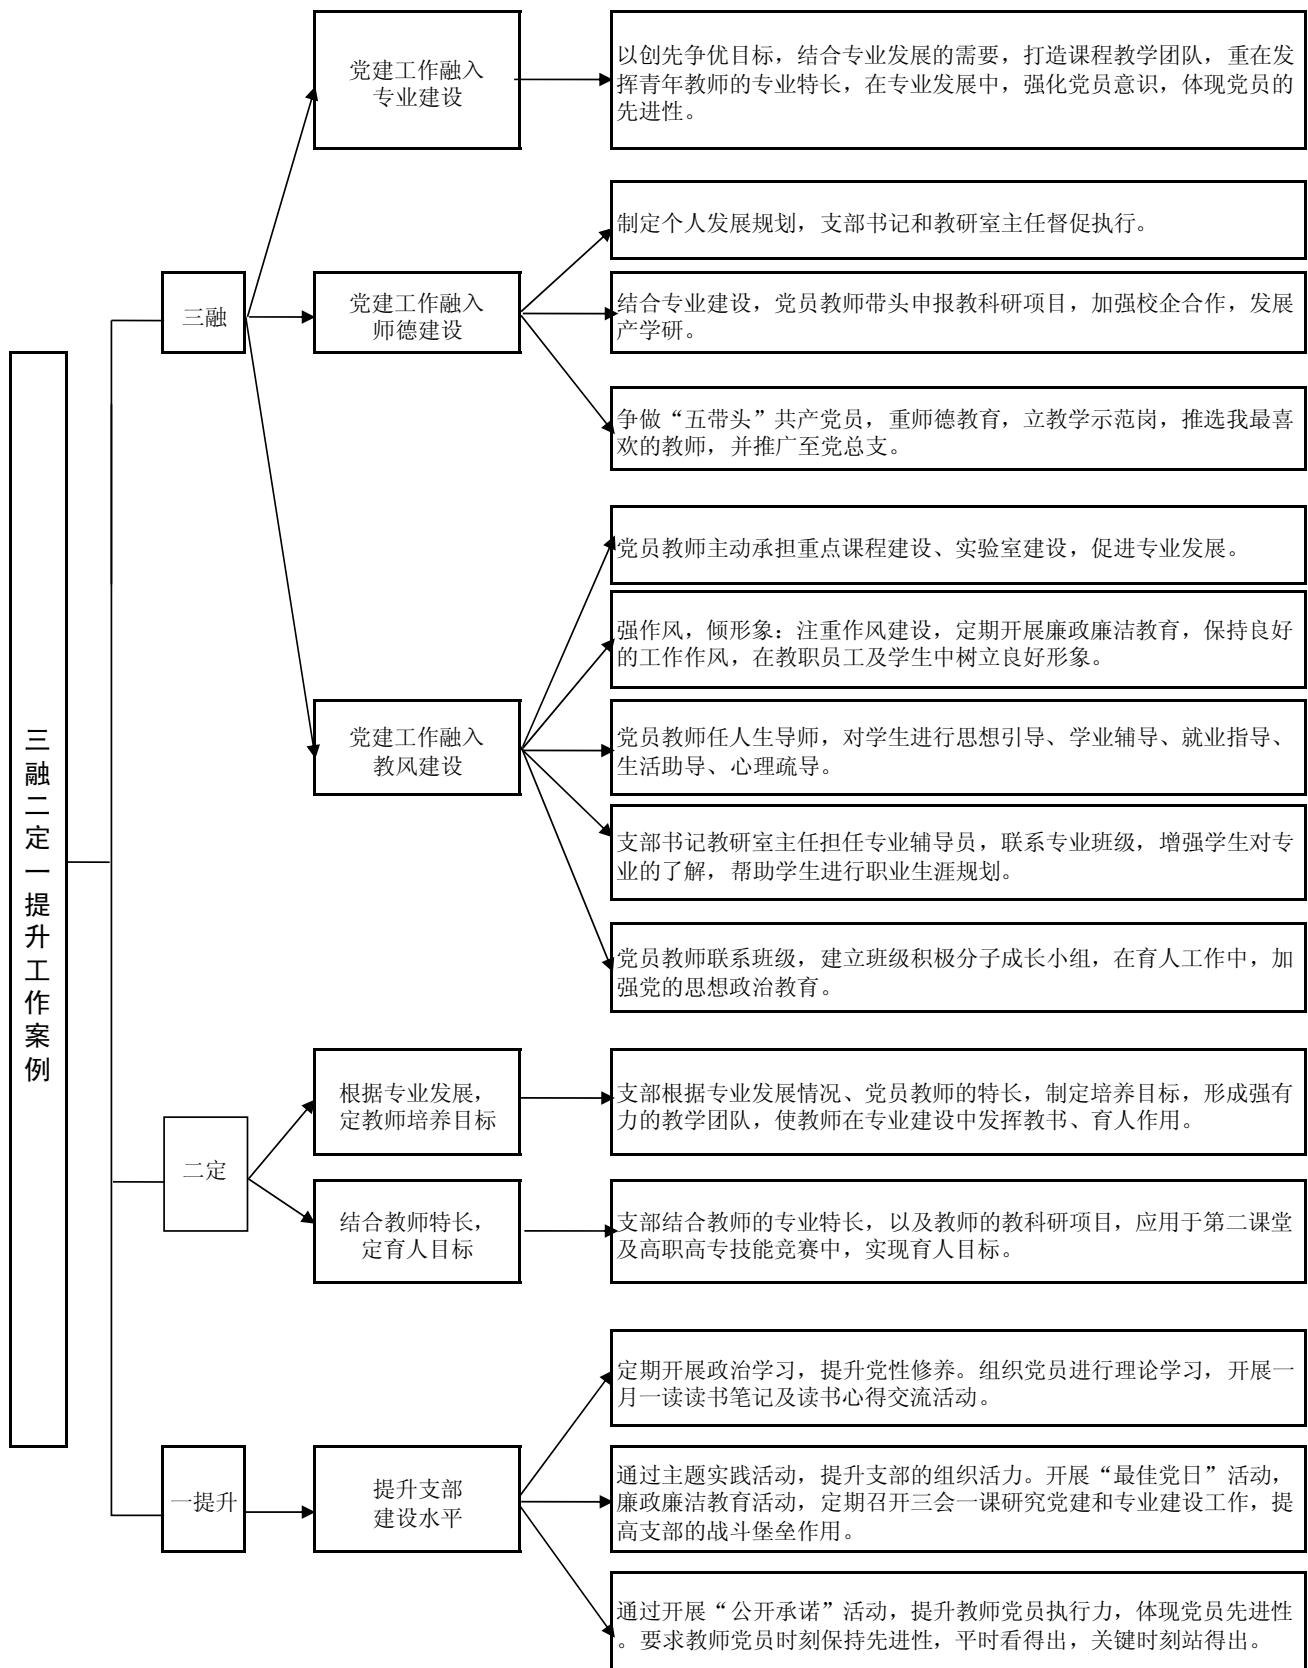 三融二定一提升工作案例
三融
党建工作融入
专业建设
以创先争优目标，结合专业发展的需要，打造课程教学团队，重在发
挥青年教师的专业特长，在专业发展中，强化党员意识，体现党员的
先进性。
党建工作融入
师德建设
制定个人发展规划，支部书记和教研室主任督促执行。
结合专业建设，党员教师带头申报教科研项目，加强校企合作，发展
产学研。
争做“五带头”共产党员，重师德教育，立教学示范岗，推选我最喜
欢的教师，并推广至党总支。
党建工作融入
教风建设
党员教师主动承担重点课程建设、实验室建设，促进专业发展。
强作风，倾形象：注重作风建设，定期开展廉政廉洁教育，保持良好
的工作作风，在教职员工及学生中树立良好形象。
党员教师任人生导师，对学生进行思想引导、学业辅导、就业指导、
生活助导、心理疏导。
支部书记教研室主任担任专业辅导员，联系专业班级，增强学生对专
业的了解，帮助学生进行职业生涯规划。
党员教师联系班级，建立班级积极分子成长小组，在育人工作中，加
强党的思想政治教育。
二定
根据专业发展，
定教师培养目标
支部根据专业发展情况、党员教师的特长，制定培养目标，形成强有
力的教学团队，使教师在专业建设中发挥教书、育人作用。
结合教师特长，
定育人目标
支部结合教师的专业特长，以及教师的教科研项目，应用于第二课堂
及高职高专技能竞赛中，实现育人目标。
一提升
提升支部
建设水平
定期开展政治学习，提升党性修养。组织党员进行理论学习，开展一
月一读读书笔记及读书心得交流活动。
通过主题实践活动，提升支部的组织活力。开展“最佳党日”活动，
廉政廉洁教育活动，定期召开三会一课研究党建和专业建设工作，提
高支部的战斗堡垒作用。
通过开展“公开承诺”活动，提升教师党员执行力，体现党员先进性
。要求教师党员时刻保持先进性，平时看得出，关键时刻站得出。